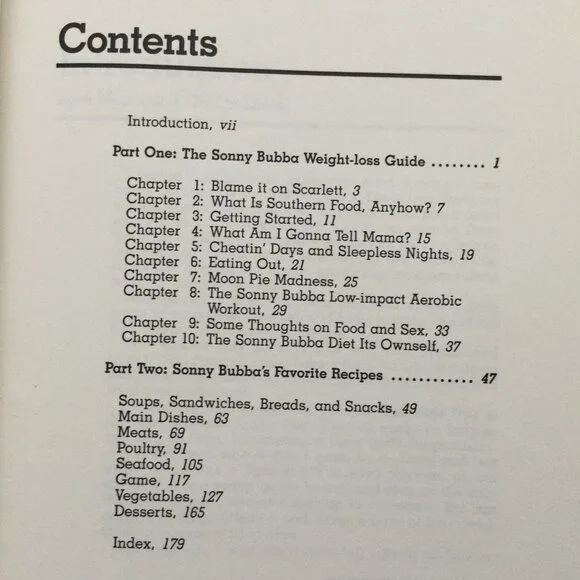 Contents
Introduction, vii
Part One: The Sonny Bubba Weight-loss Guide ........ 1
Chapter 1: Blame it on Scarlett, 3
Chapter 2: What Is Southern Food, Anyhow? 7
Chapter 3: Getting Started, 11
Chapter 4: What Am I Gonna Tell Mama? 15
Chapter 5: Cheatin' Days and Sleepless Nights, 19
Chapter 6: Eating Out, 21
Chapter 7: Moon Pie Madness, 25
Chapter 8: The Sonny Bubba Low-impact Aerobic
Workout, 29
Chapter 9: Some Thoughts on Food and Sex, 33
Chapter 10: The Sonny Bubba Diet Its Ownself, 37
Part Two: Sonny Bubba's Favorite Recipes ............ 47
Soups, Sandwiches, Breads, and Snacks, 49
Main Dishes, 63
Meats, 69
Poultry, 91
Seafood, 105
Game, 117
Vegetables, 127
Desserts, 165
Index, 179